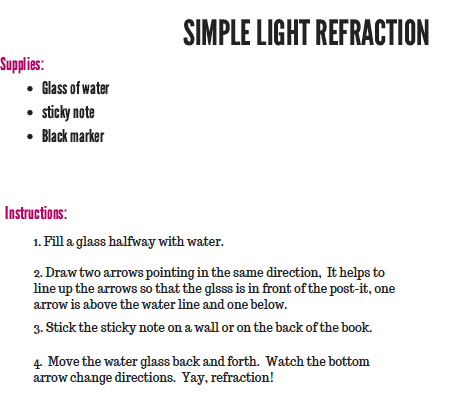 SIMPLE LIGHT REFRACTION
Supplies:
• Glass of water
• sticky note
• Black marker
Instructions:
1. Fill a glass halfway with water.
2. Draw two arrows pointing in the same direction,  It helps to
line up the arrows so that the glsss is in front of the post-it, one
arrow is above the water line and one below.
3. Stick the sticky note on a wall or on the back of the book.
4.  Move the water glass back and forth.  Watch the bottom
arrow change directions.  Yay, refraction!